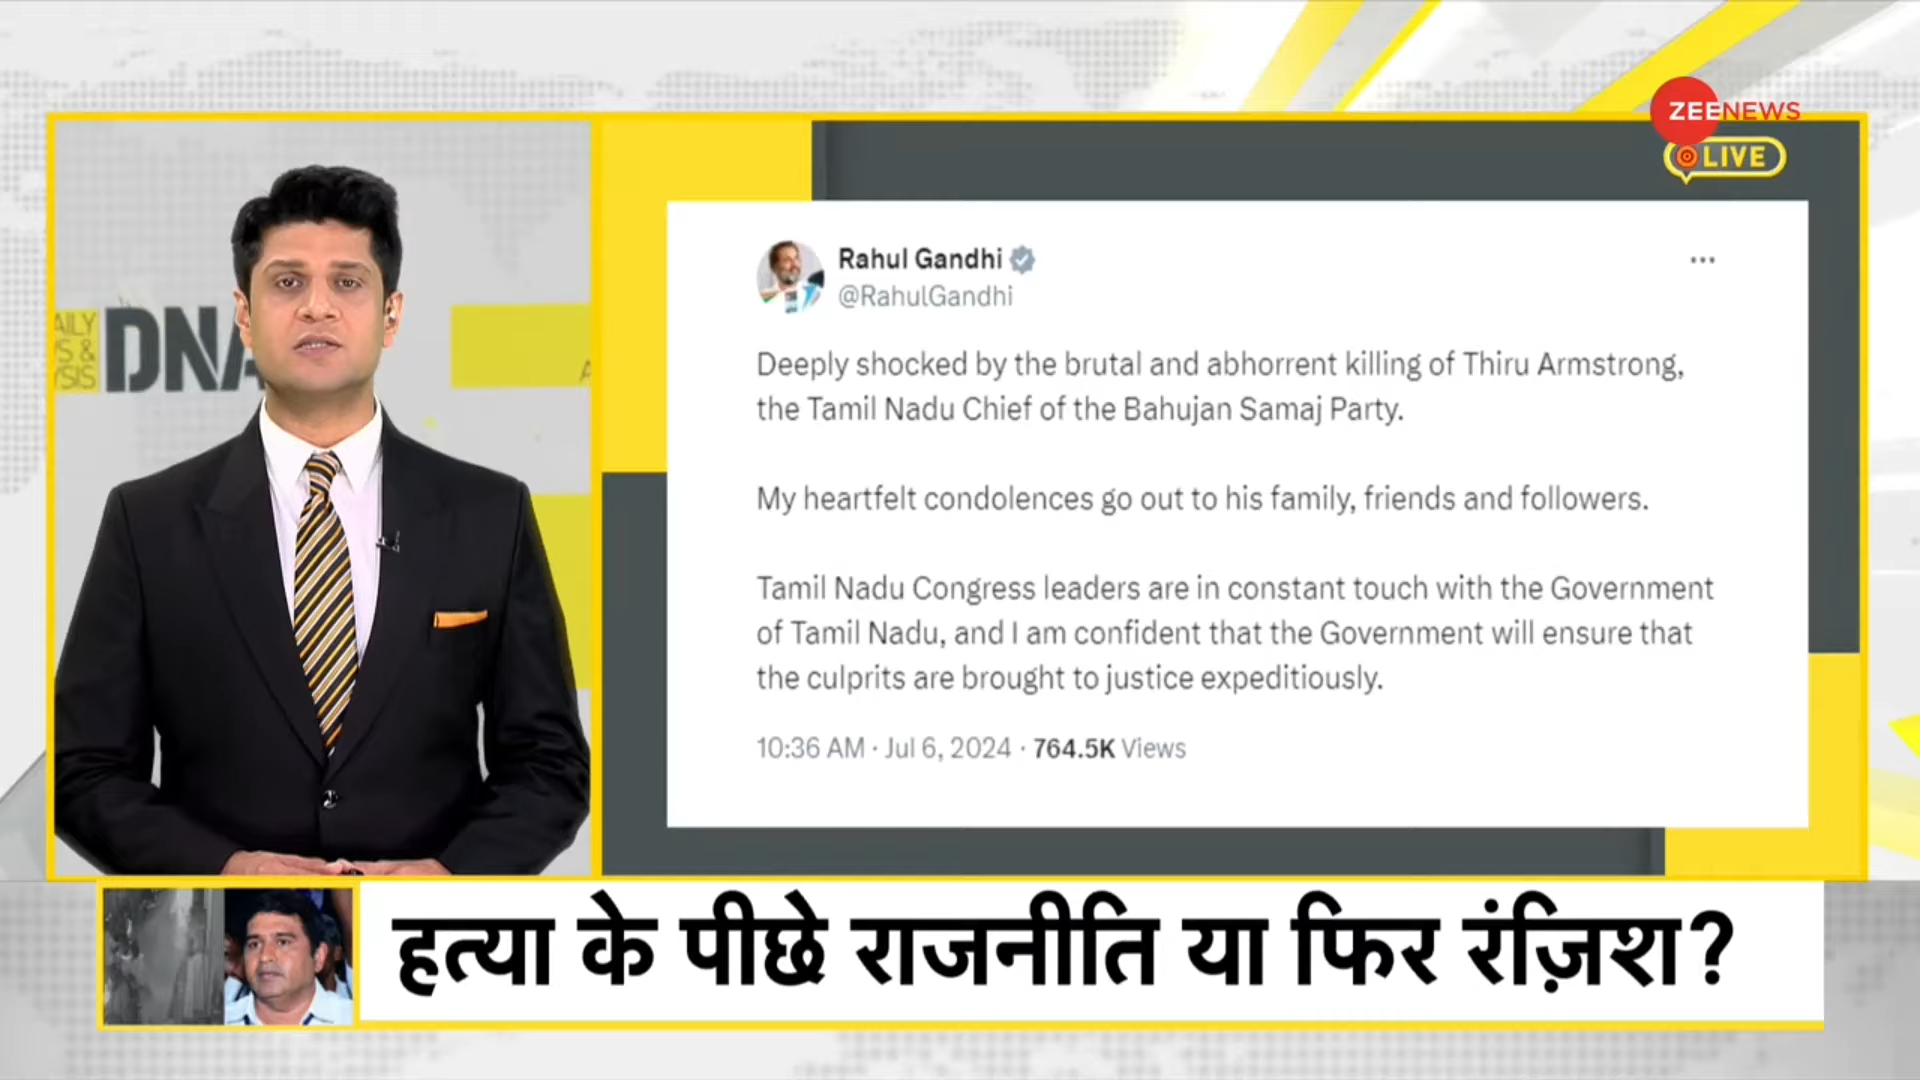 ZEENEWS
LIVE
DNA
Rahul Gandhi
@RahulGandhi
Deeply shocked by the brutal and abhorrent killing of Thiru Armstrong,
the Tamil Nadu Chief of the Bahujan Samaj Party.
My heartfelt condolences go out to his family, friends and followers.
Tamil Nadu Congress leaders are in constant touch with the Government
of Tamil Nadu, and I am confident that the Government will ensure that
the culprits are brought to justice expeditiously.
10:36 AM · Jul 6, 2024 · 764.5K Views
हत्या के पीछे राजनीति या फिर रंज़िश?